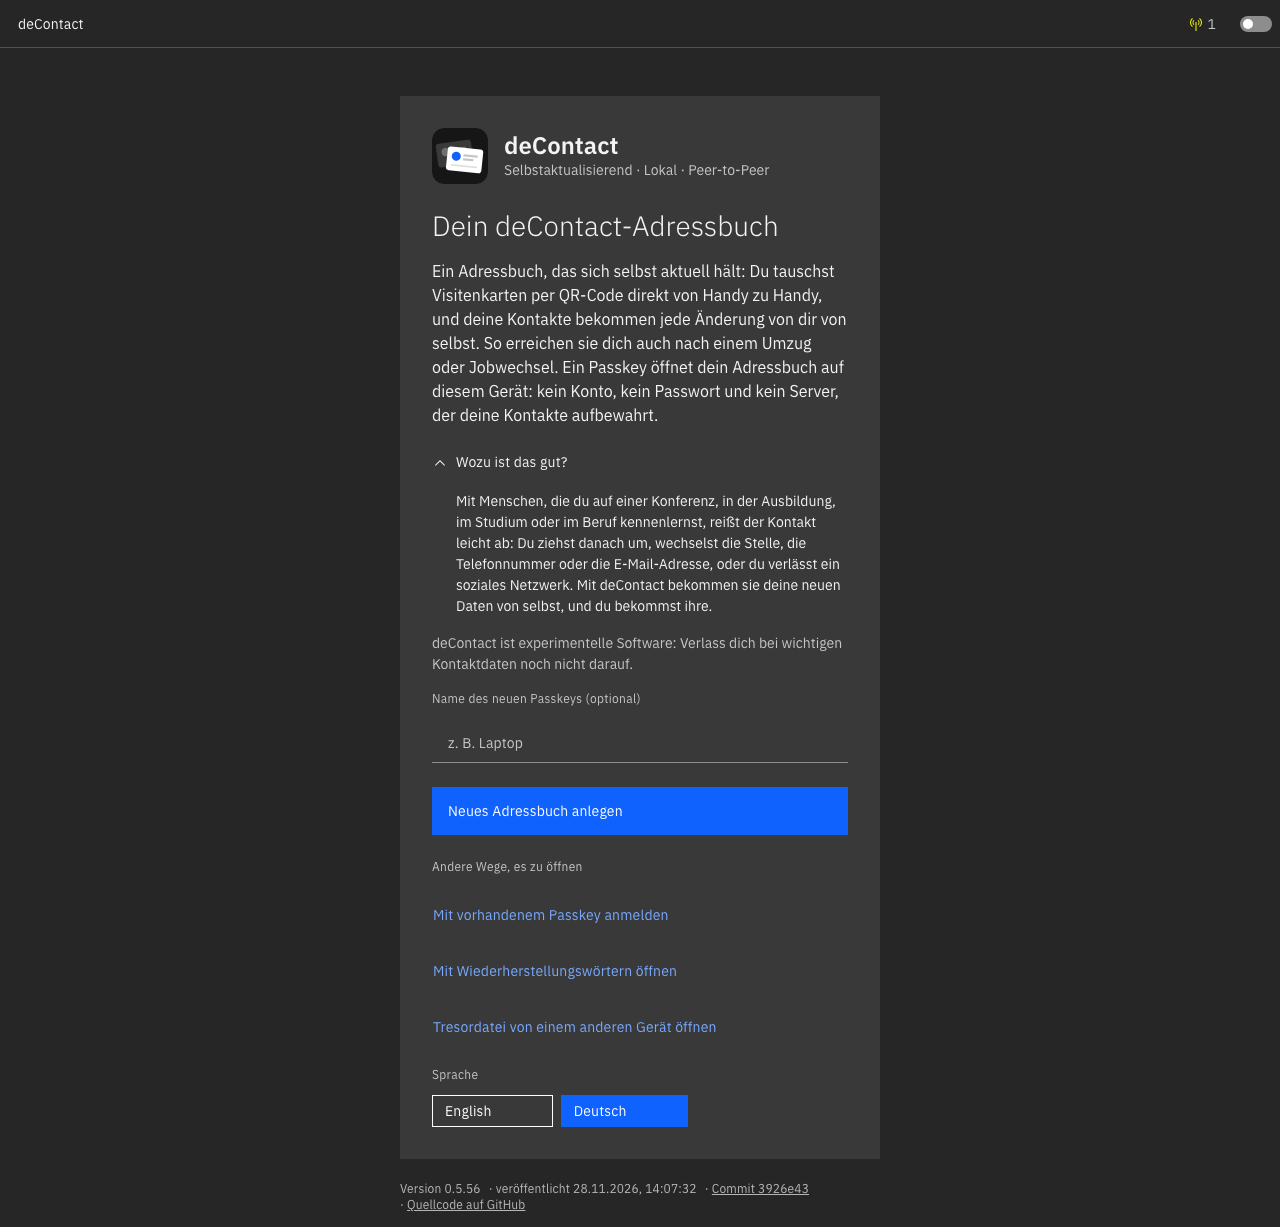 deContact
1
deContact
Selbstaktualisierend · Lokal · Peer-to-Peer
Dein deContact-Adressbuch
Ein Adressbuch, das sich selbst aktuell hält: Du tauschst
Visitenkarten per QR-Code direkt von Handy zu Handy,
und deine Kontakte bekommen jede Änderung von dir von
selbst. So erreichen sie dich auch nach einem Umzug
oder Jobwechsel. Ein Passkey öffnet dein Adressbuch auf
diesem Gerät: kein Konto, kein Passwort und kein Server,
der deine Kontakte aufbewahrt.
Wozu ist das gut?
Mit Menschen, die du auf einer Konferenz, in der Ausbildung,
im Studium oder im Beruf kennenlernst, reißt der Kontakt
leicht ab: Du ziehst danach um, wechselst die Stelle, die
Telefonnummer oder die E-Mail-Adresse, oder du verlässt ein
soziales Netzwerk. Mit deContact bekommen sie deine neuen
Daten von selbst, und du bekommst ihre.
deContact ist experimentelle Software: Verlass dich bei wichtigen
Kontaktdaten noch nicht darauf.
Name des neuen Passkeys (optional)
z. B. Laptop
Neues Adressbuch anlegen
Andere Wege, es zu öffnen
Mit vorhandenem Passkey anmelden
Mit Wiederherstellungswörtern öffnen
Tresordatei von einem anderen Gerät öffnen
Sprache
English Deutsch
Version 0.5.56 · veröffentlicht 28.11.2026, 14:07:32 · Commit 3926e43
· Quellcode auf GitHub